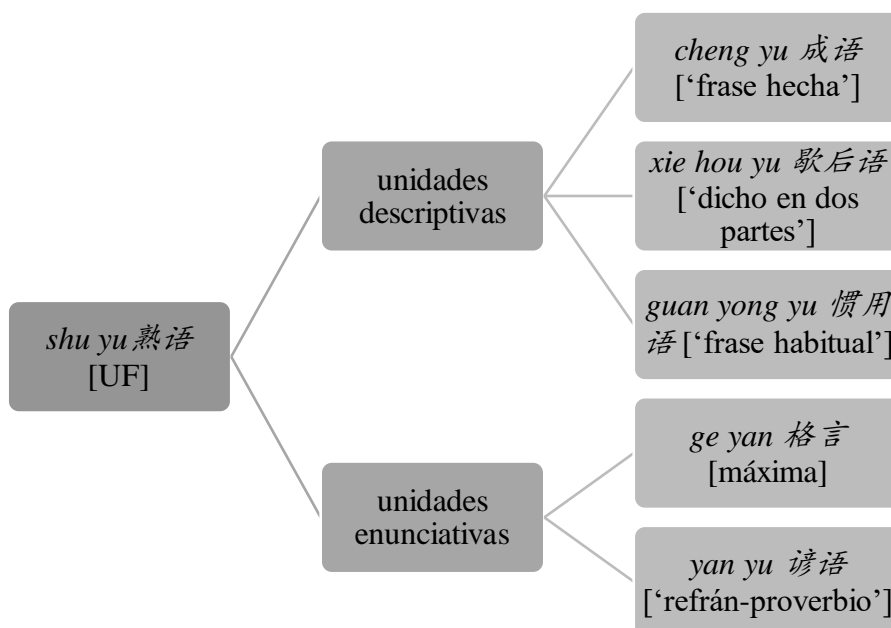 shu yu 熟语
[UF]
unidades
descriptivas
cheng yu 成语
[‘frase hecha’]
xie hou yu 歇后语
[‘dicho en dos
partes’]
guan yong yu 惯用
语 [‘frase habitual’]
unidades
enunciativas
ge yan 格言
[máxima]
yan yu 谚语
[‘refrán-proverbio’]